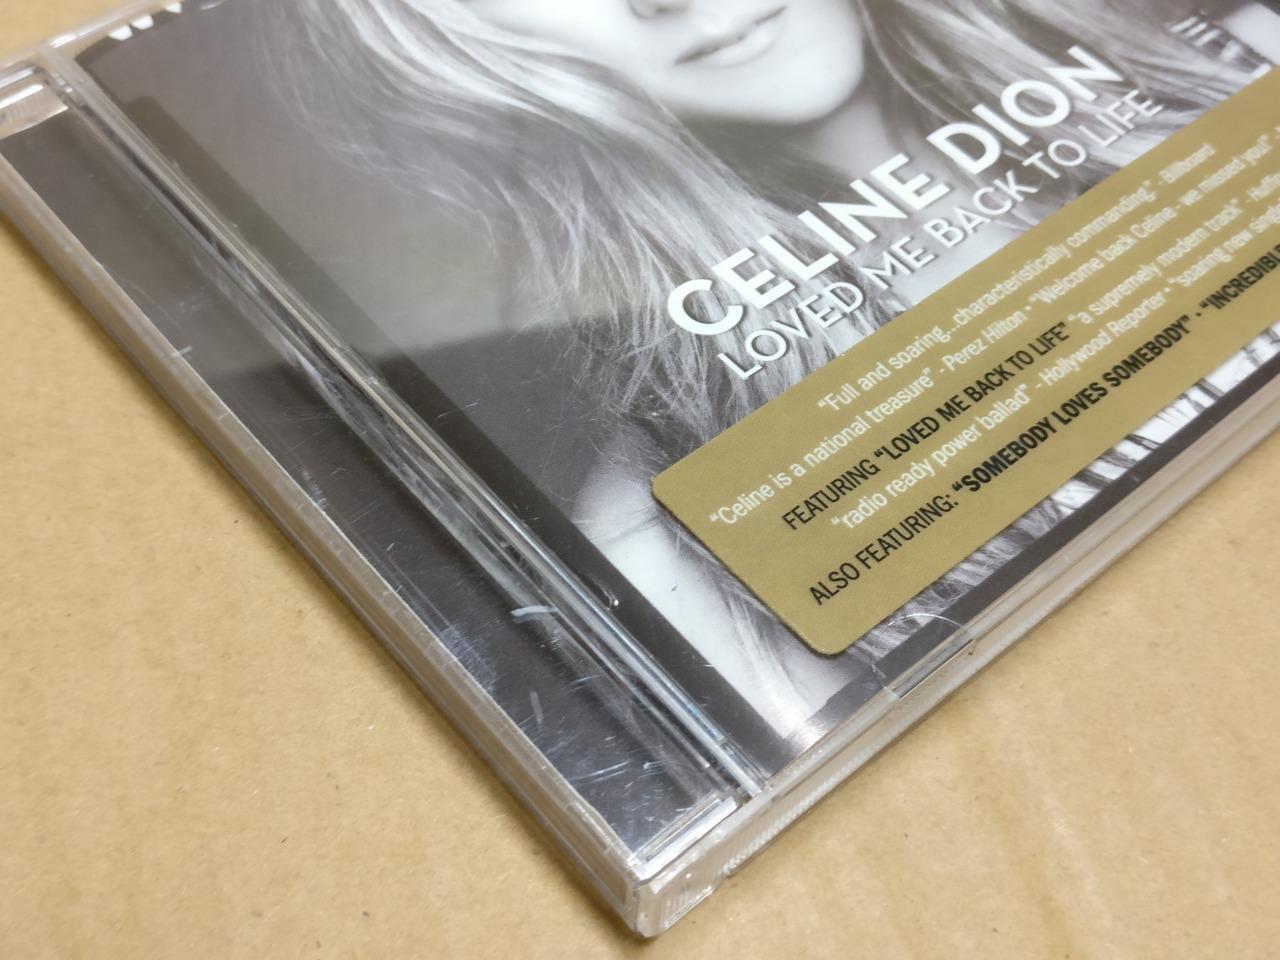 CELINE DION
LOVED ME BACK TO LIFE
"Full and soaring...characteristically commanding." - Billboard
"Celine is a national treasure" - Perez Hilton "Welcome back Celine - we missed you!"
FEATURING "LOVED ME BACK TO LIFE" "a supremely modern track" -
"radio ready power ballad" - Hollywood Reporter "Soaring new
ALSO FEATURING: "SOMEBODY LOVES SOMEBODY" · "INCREDIBLE